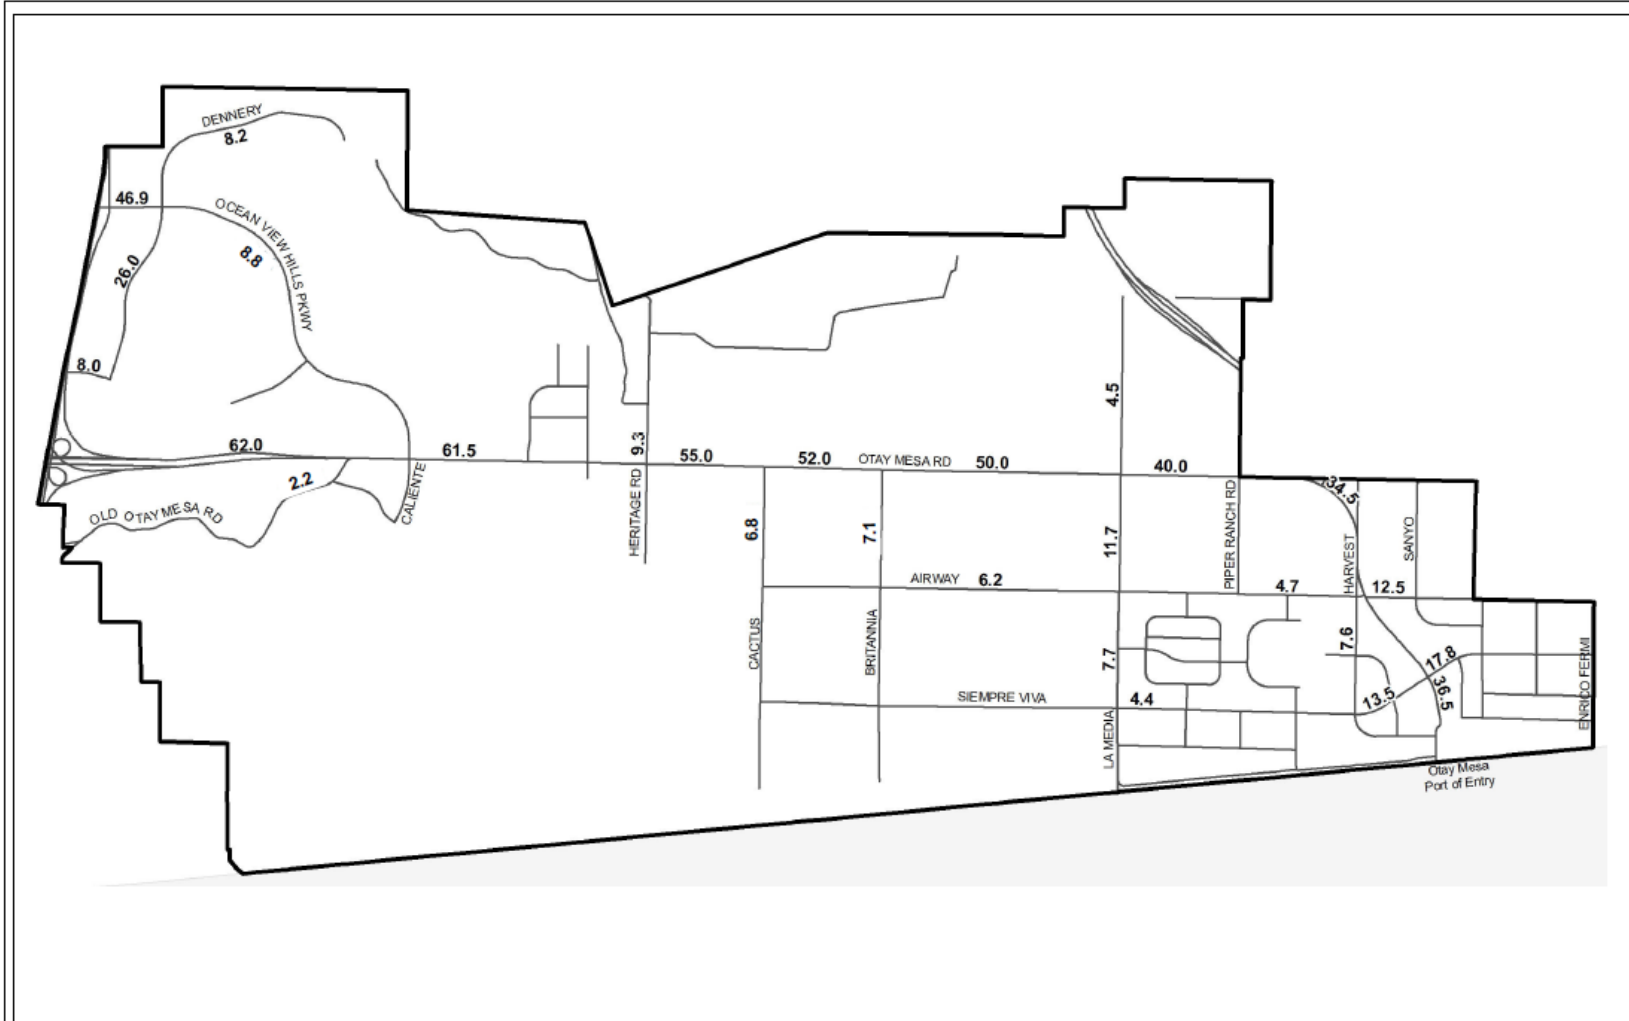 DENNERY
8.2
46.9
OCEAN VIEW HILLS PKWY
8.8
26.0
8.0
62.0
61.5
9.3
55.0
52.0
OTAY MESA RD
50.0
40.0
4.5
2.2
OLD OTAY MESA RD
CALIENTE
HERITAGE RD
6.8
7.1
11.7
PIPER RANCH RD
34.5
HARVEST
SANYO
AIRWAY
6.2
4.7
12.5
CACTUS
BRITANNIA
7.7
7.6
17.8
13.5
36.5
ENRICO FERMI
SIEMPRE VIVA
4.4
LA MEDIA
Otay Mesa
Port of Entry